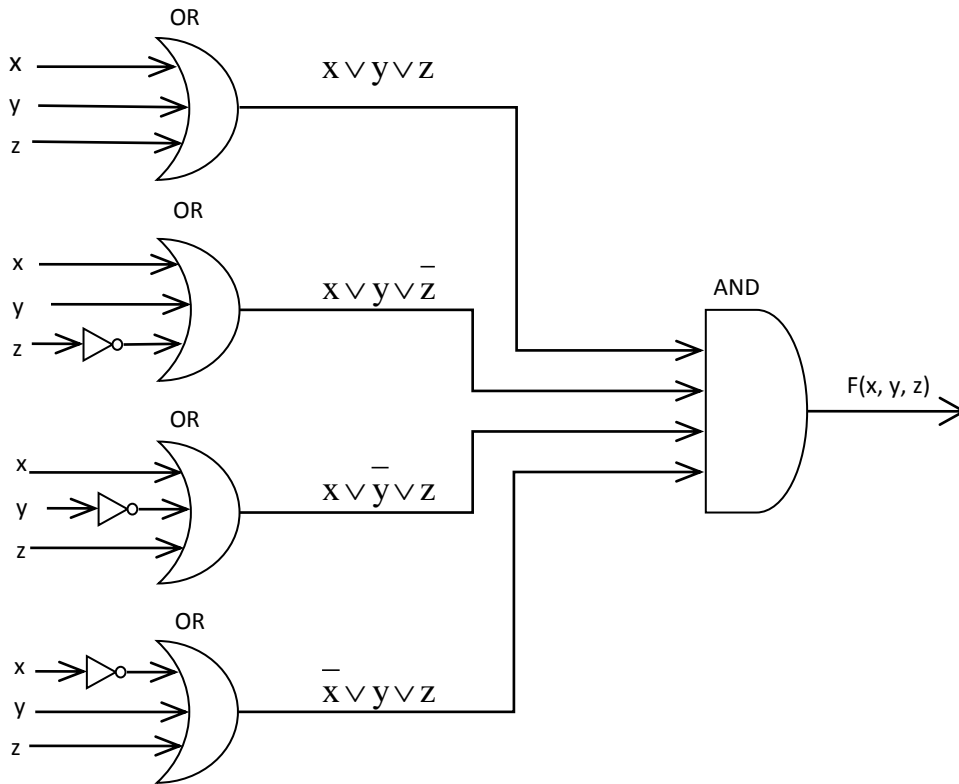 OR
x
y
z
x ∨ y ∨ z
OR
x
y
z
x ∨ y ∨ z̅
AND
F(x, y, z)
OR
x
y
z
x ∨ y̅ ∨ z
OR
x
y
z
x̅ ∨ y ∨ z